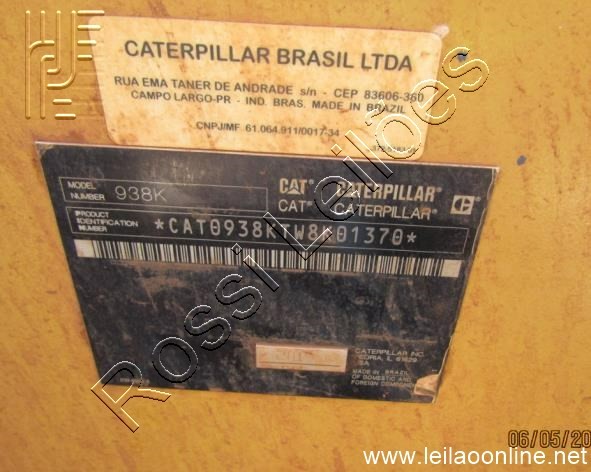 CATERPILLAR BRASIL LTDA
RUA EMA TANER DE ANDRADE s/n - CEP 83606-360
CAMPO LARGO-PR - IND. BRAS. MADE IN BRAZIL
CNPJ/MF 61.064.911/0017-34
MODEL
NUMBER 938K
CAT CATERPILLAR
CAT CATERPILLAR
PRODUCT
IDENTIFICATION
NUMBER
CATERPILLAR INC.
IL 61629
MADE IN BRAZIL
OF DOMESTIC AND
FOREIGN COMPONENTS
Rossi Leilões
06/05/20
www.leilaoonline.net